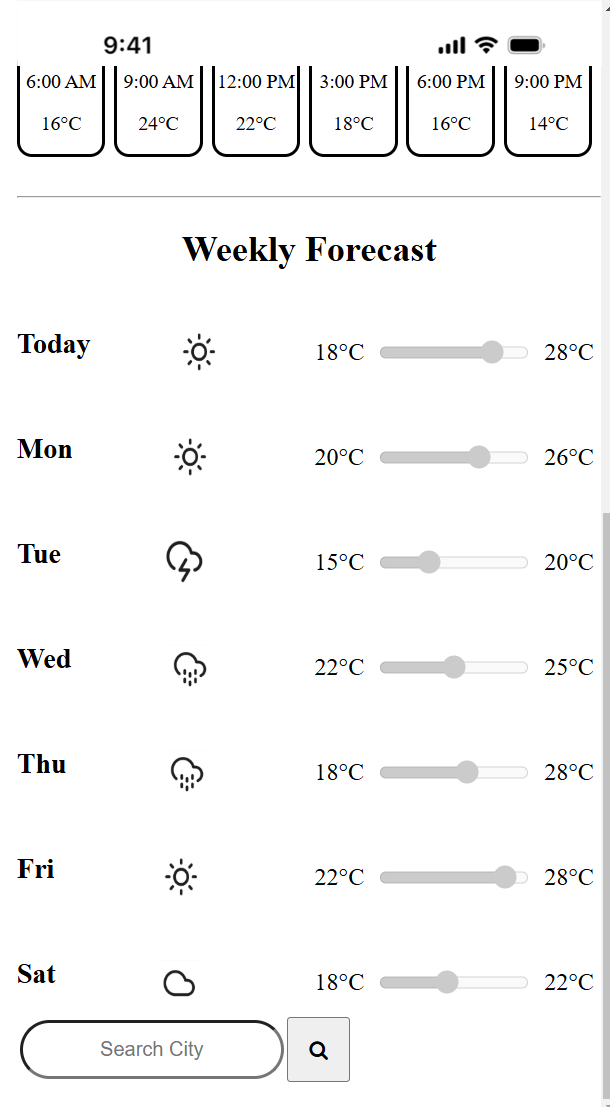 9:41
6:00 AM 9:00 AM 12:00 PM 3:00 PM 6:00 PM 9:00 PM
16°C 24°C 22°C 18°C 16°C 14°C
Weekly Forecast
Today 18°C 28°C
Mon 20°C 26°C
Tue 15°C 20°C
Wed 22°C 25°C
Thu 18°C 28°C
Fri 22°C 28°C
Sat 18°C 22°C
Search City